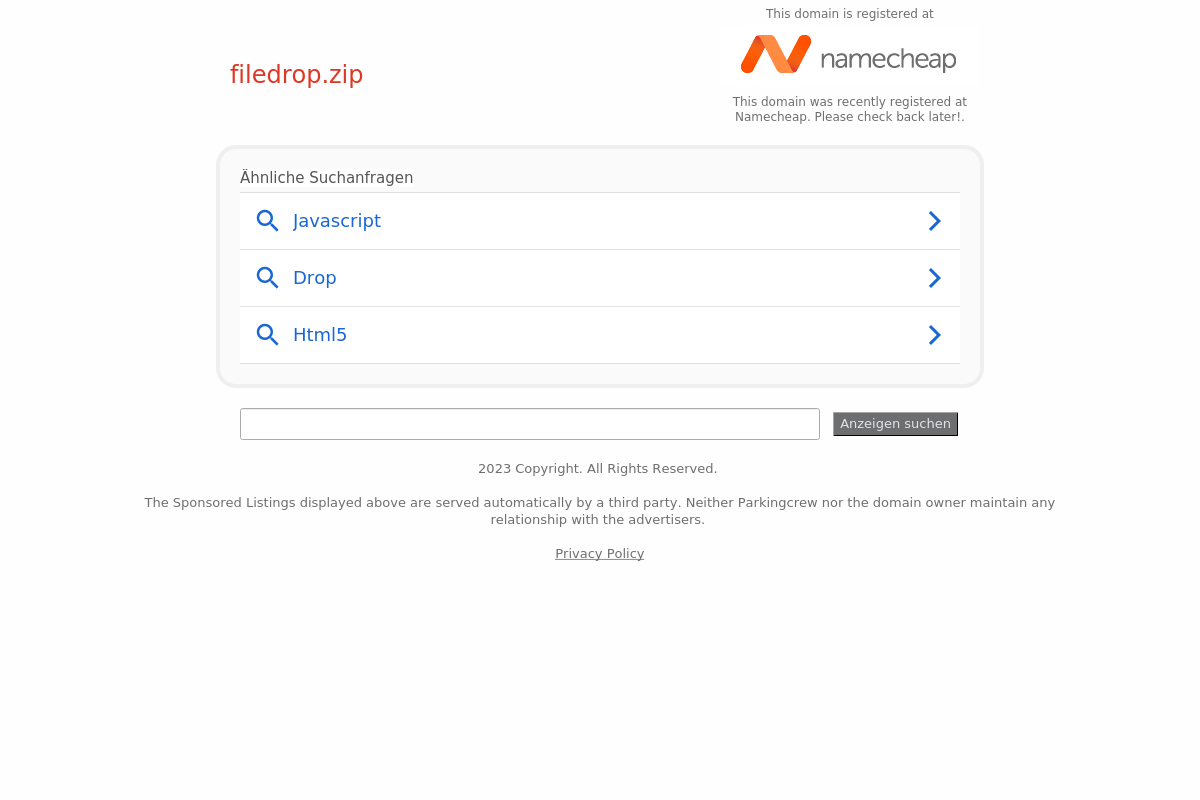 This domain is registered at
namecheap
filedrop.zip
This domain was recently registered at
Namecheap. Please check back later!.
Ähnliche Suchanfragen
Javascript
Drop
Html5
Anzeigen suchen
2023 Copyright. All Rights Reserved.
The Sponsored Listings displayed above are served automatically by a third party. Neither Parkingcrew nor the domain owner maintain any
relationship with the advertisers.
Privacy Policy